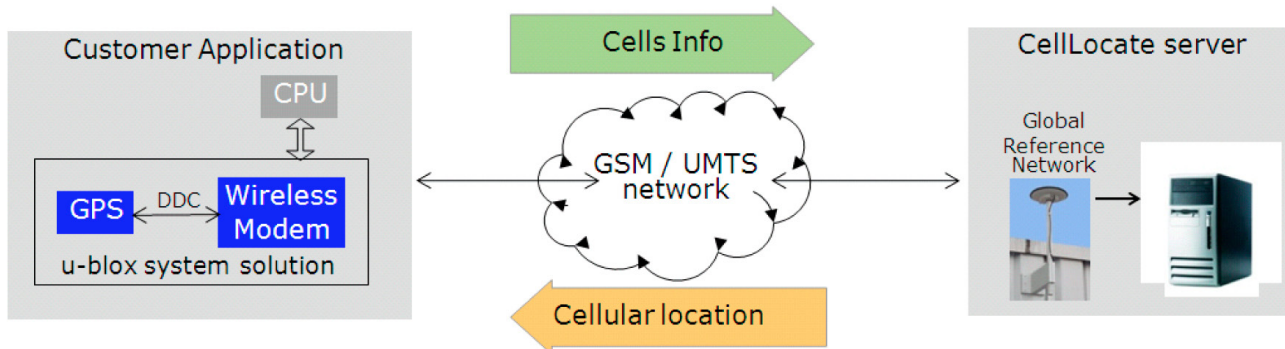 Customer Application
CPU
GPS
DDC
Wireless
Modem
u-blox system solution
Cells Info
GSM / UMTS
network
Cellular location
CellLocate server
Global
Reference
Network